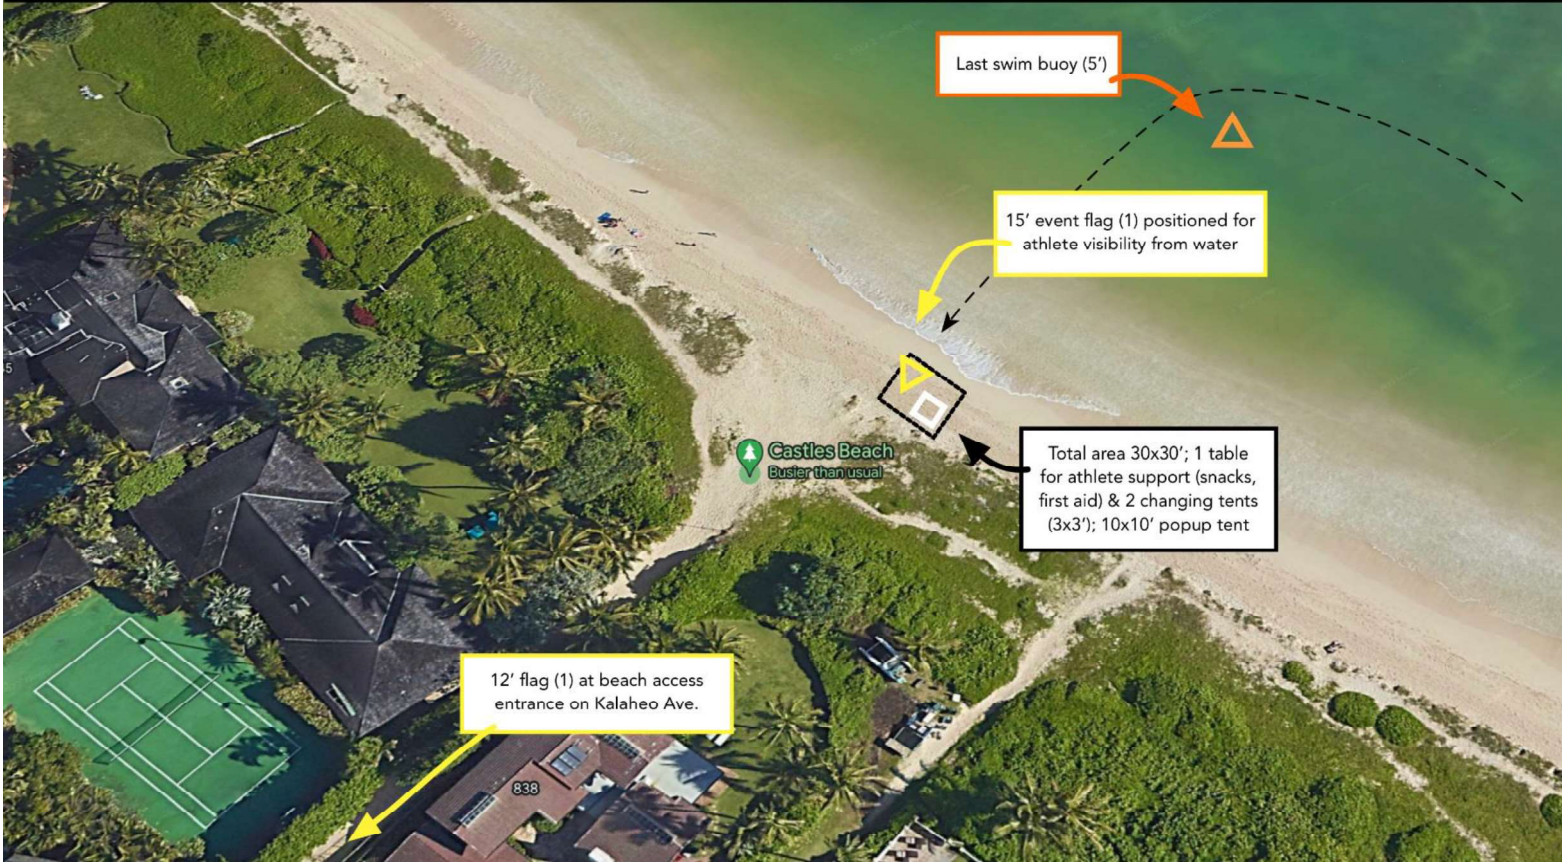 Last swim buoy (5')
15' event flag (1) positioned for
athlete visibility from water
Castles Beach
Busier than usual
Total area 30x30'; 1 table
for athlete support (snacks,
first aid) & 2 changing tents
(3x3'); 10x10' popup tent
12' flag (1) at beach access
entrance on Kalaheo Ave.
838